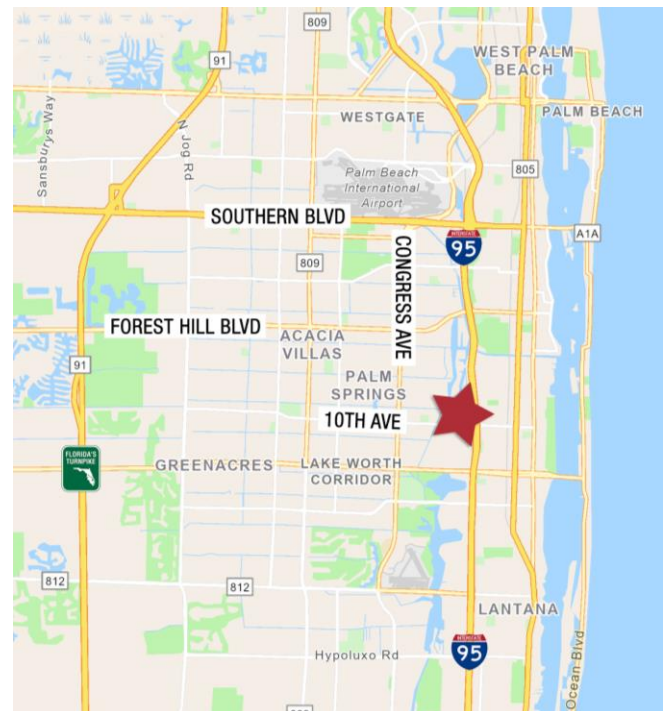 809
WEST PALM
BEACH
91
N Jog Rd
Sansburys Way
WESTGATE
PALM BEACH
Palm Beach
International
Airport
805
SOUTHERN BLVD
A1A
INTERSTATE
95
CONGRESS AVE
809
FOREST HILL BLVD
ACACIA
VILLAS
91
PALM
SPRINGS
10TH AVE
FLORIDA'S
TURNPIKE
GREENACRES
LAKE WORTH
CORRIDOR
812
812
LANTANA
INTERSTATE
95
Hypoluxo Rd
Ocean Blvd